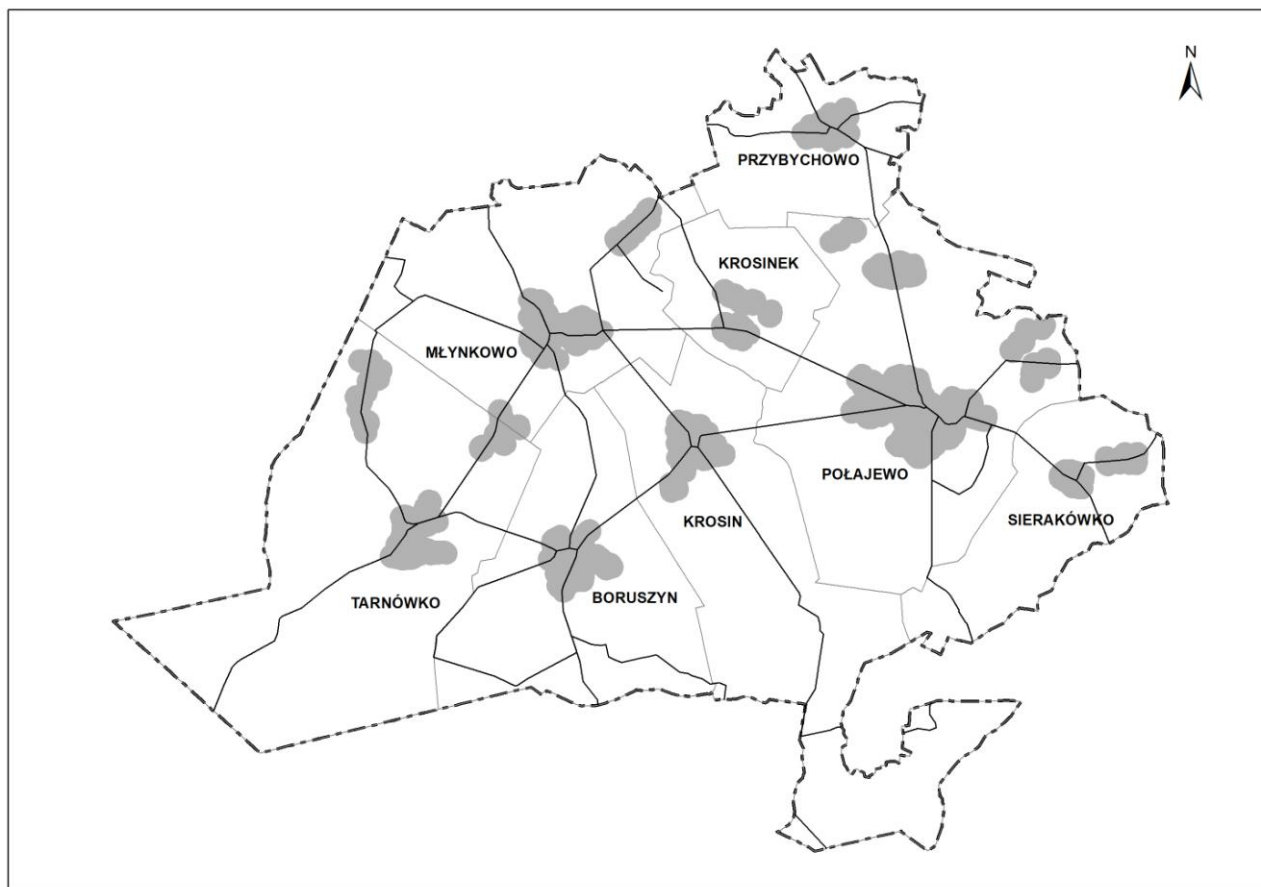 N
PRZYBYCHOWO
KROSINEK
MŁYNKOWO
POŁAJEWO
KROSIN
SIERAKÓWKO
TARNÓWKO
BORUSZYN